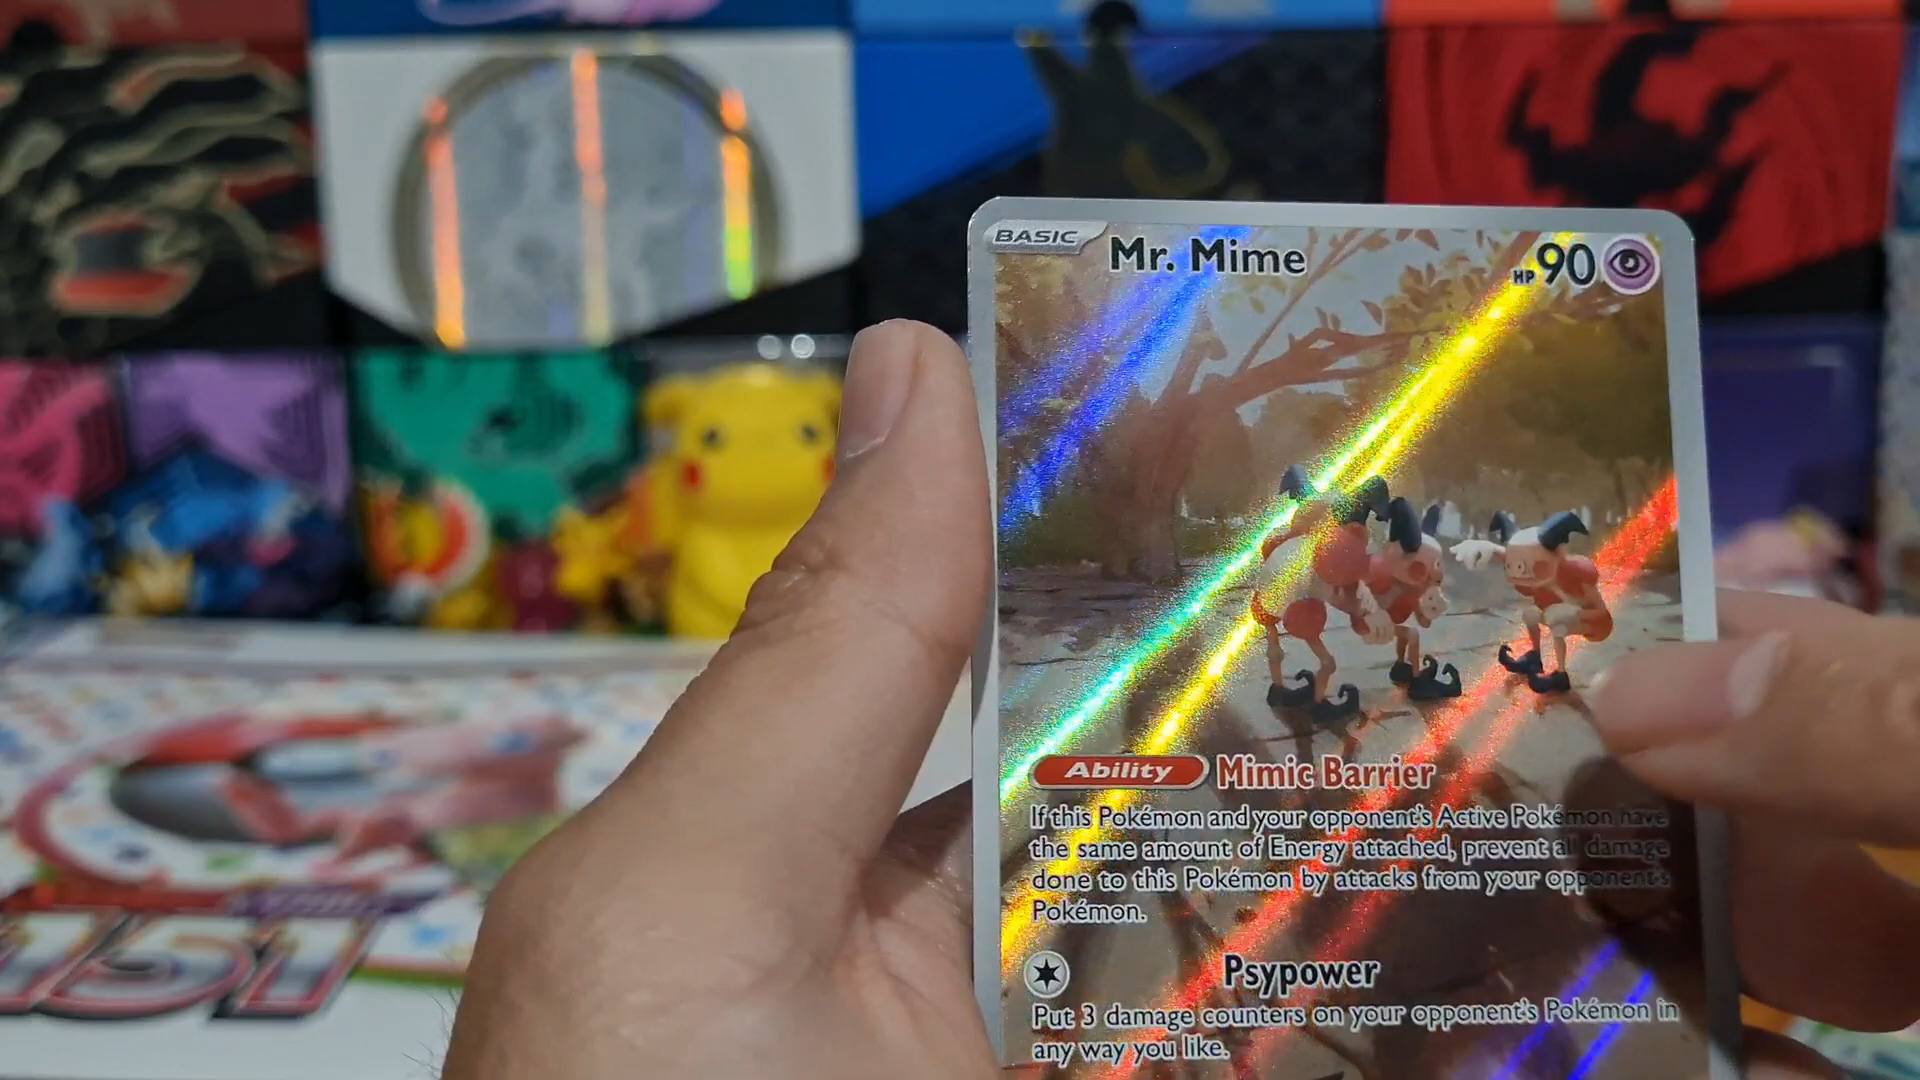 BASIC Mr. Mime HP 90
Ability Mimic Barrier
If this Pokémon and your opponent's Active Pokémon have
the same amount of Energy attached, prevent all damage
done to this Pokémon by attacks from your opponent's
Pokémon.
Psypower
Put 3 damage counters on your opponent's Pokémon in
any way you like.
151